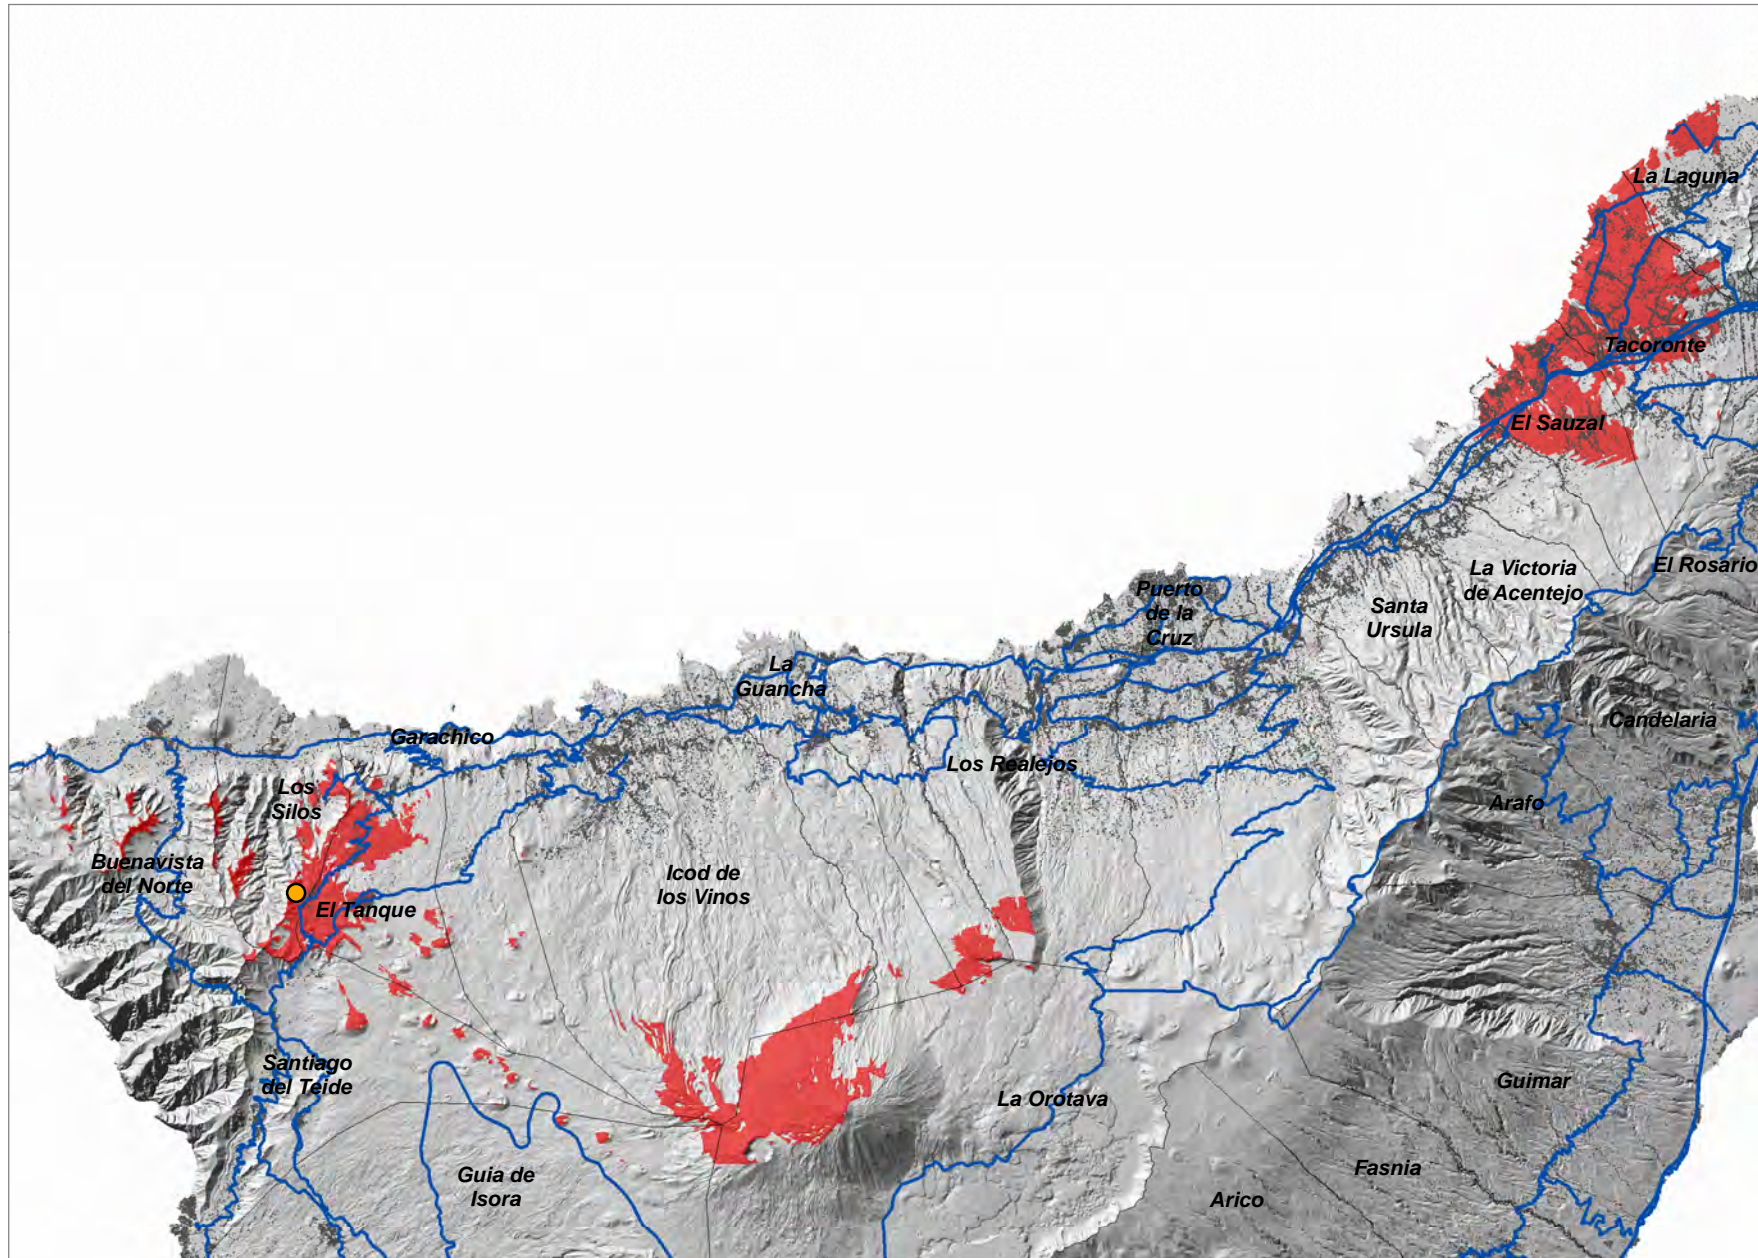 La Laguna
Tacoronte
El Sauzal
La Victoria
de Acentejo
El Rosario
Puerto
de la
Cruz
Santa
Ursula
La
Guancha
Candelaria
Garachico
Los Realejos
Los
Silos
Arafo
Buenavista
del Norte
Icod de
los Vinos
El Tanque
Santiago
del Teide
Guimar
La Orotava
Guia de
Isora
Fasnia
Arico